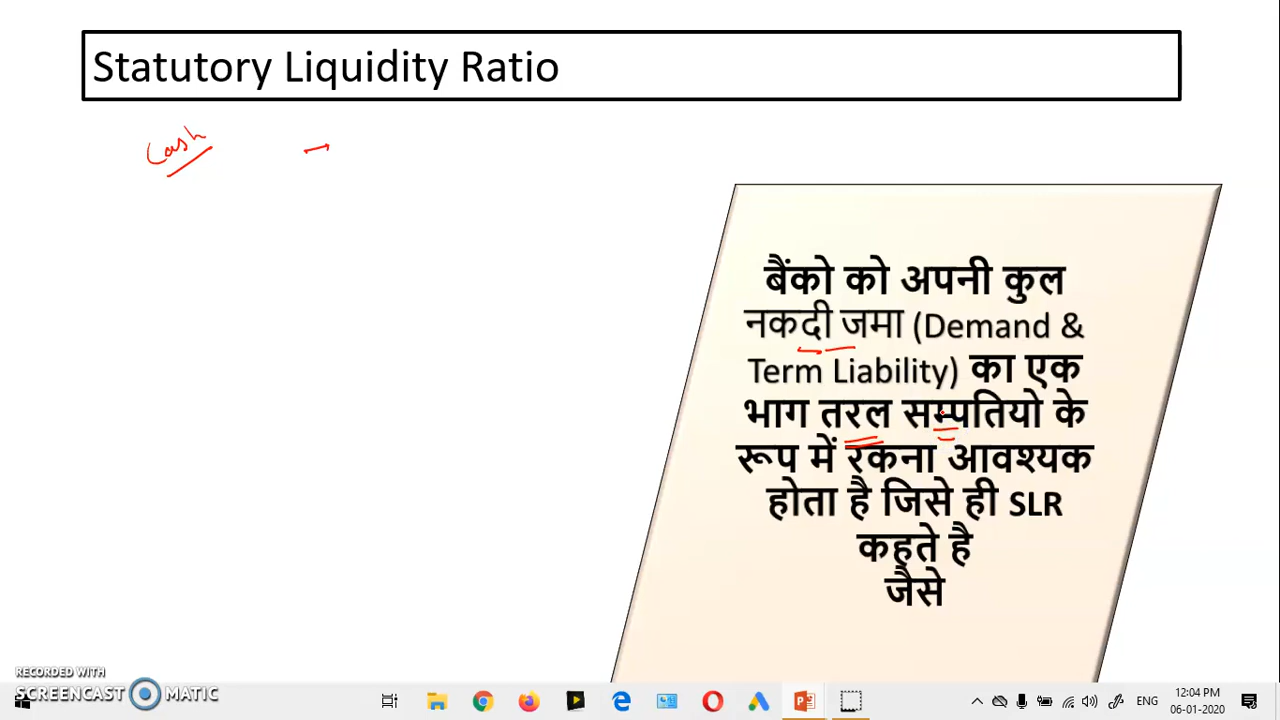 Statutory Liquidity Ratio
Cash
बैंको को अपनी कुल
नकदी जमा (Demand &
Term Liability) का एक
भाग तरल सम्पतियो के
रूप में रकना आवश्यक
होता है जिसे ही SLR
कहते है
जैसे
RECORDED WITH
SCREENCAST MATIC
ENG
12:04 PM
06-01-2020